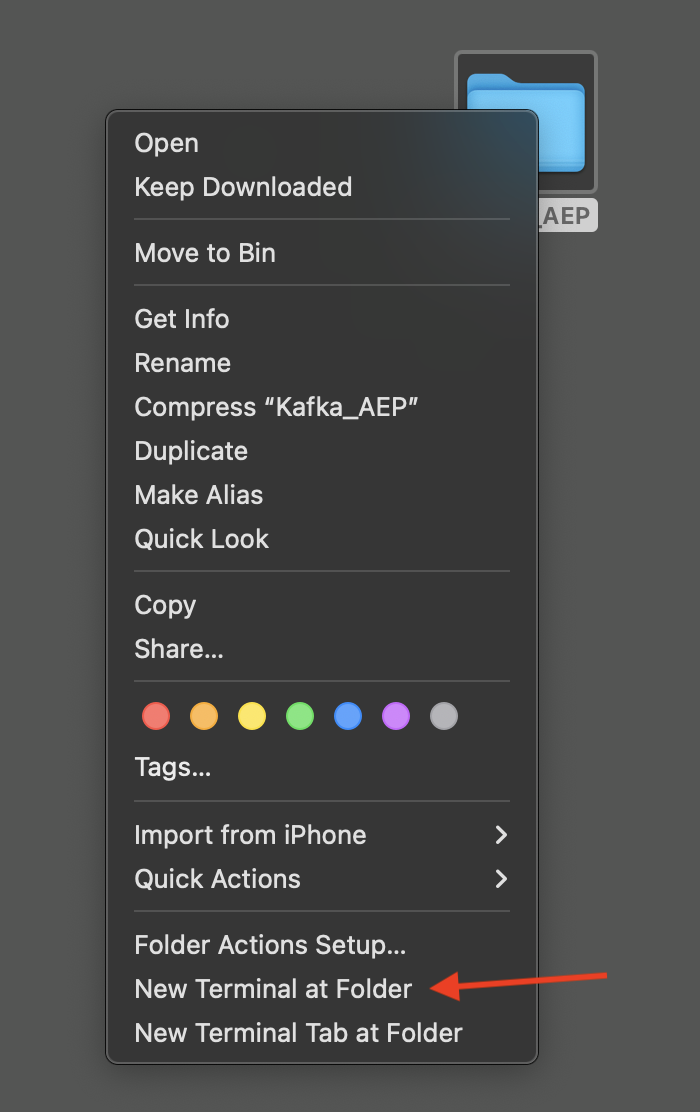 _AEP
Open
Keep Downloaded
Move to Bin
Get Info
Rename
Compress “Kafka_AEP”
Duplicate
Make Alias
Quick Look
Copy
Share...
Tags...
Import from iPhone
Quick Actions
Folder Actions Setup...
New Terminal at Folder
New Terminal Tab at Folder